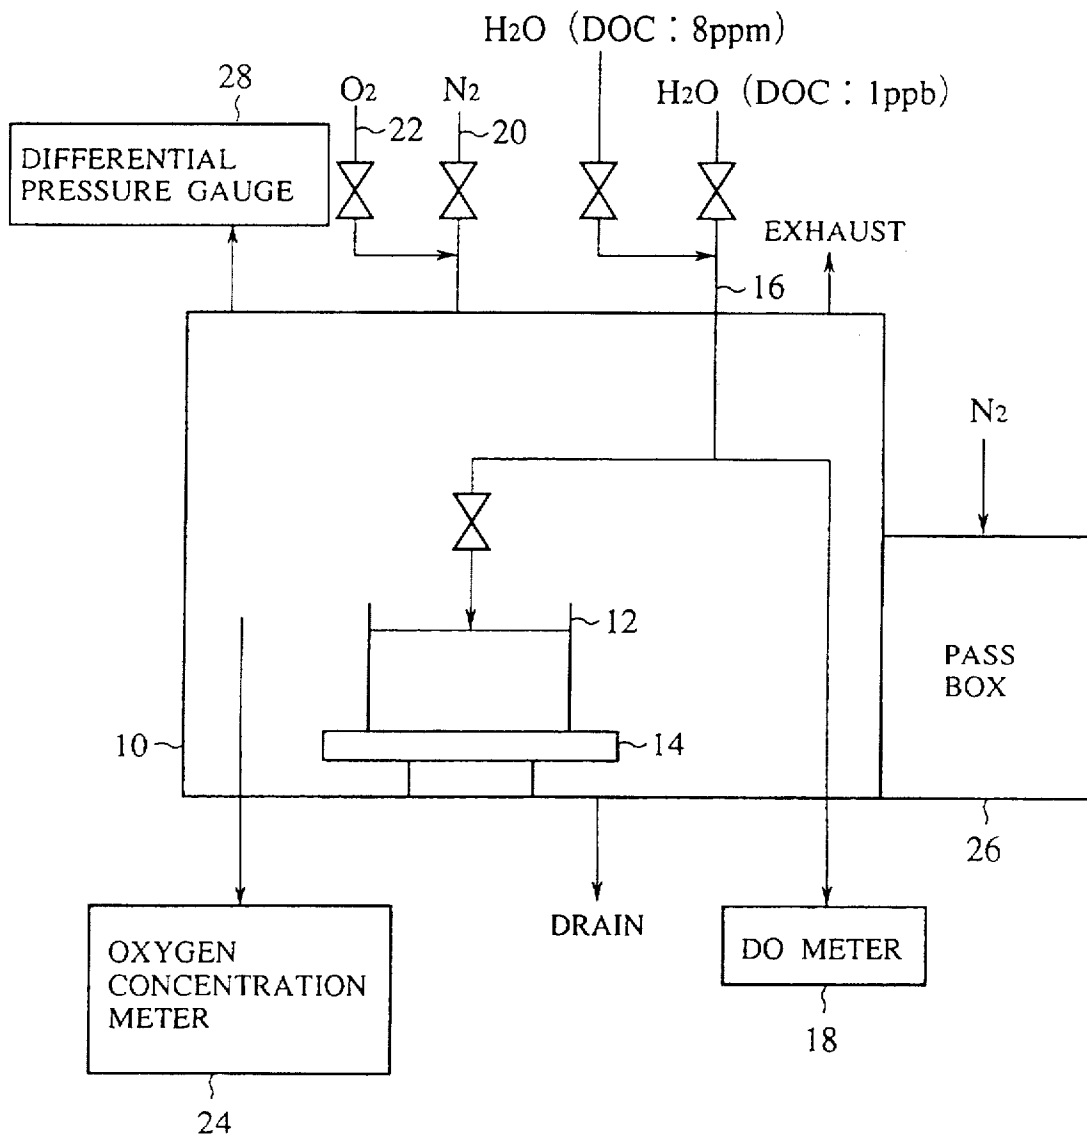 H2O (DOC : 8ppm)
28
O2
N2
H2O (DOC : 1ppb)
22
20
DIFFERENTIAL
PRESSURE GAUGE
EXHAUST
16
N2
12
PASS
BOX
10
14
26
DRAIN
OXYGEN
CONCENTRATION
METER
DO METER
18
24